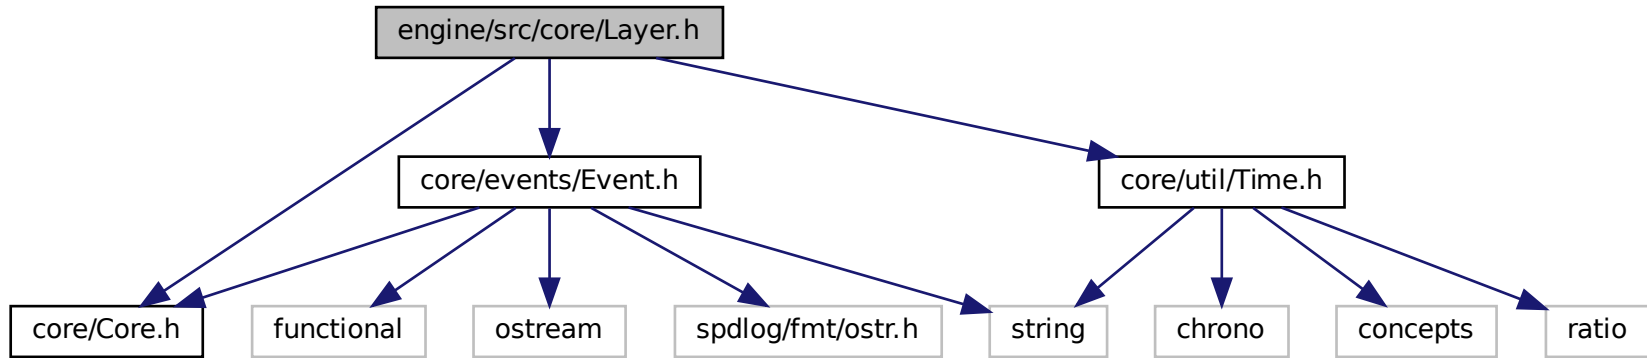 engine/src/core/Layer.h
core/events/Event.h
core/util/Time.h
core/Core.h
functional
ostream
spdlog/fmt/ostr.h
string
chrono
concepts
ratio